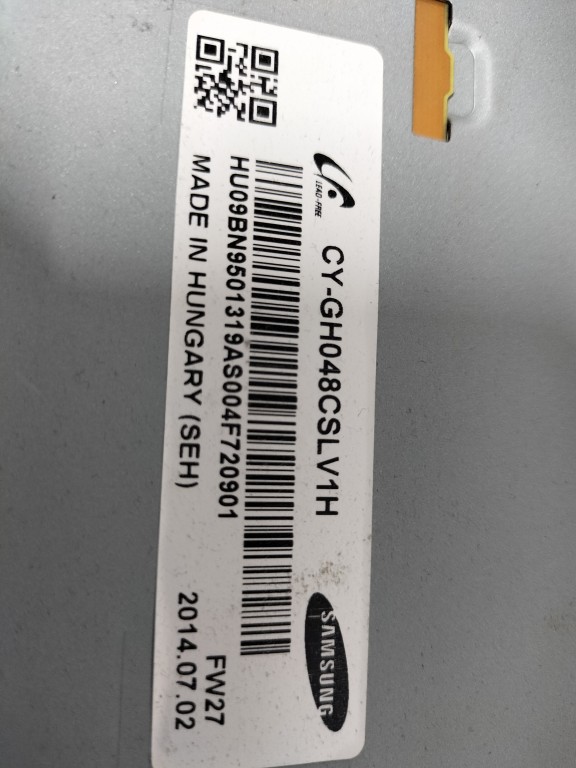 LEAD-FREE
CY-GH048CSLV1H
SAMSUNG
HU09BN9501319AS004F720901
FW27
MADE IN HUNGARY (SEH)
2014.07.02